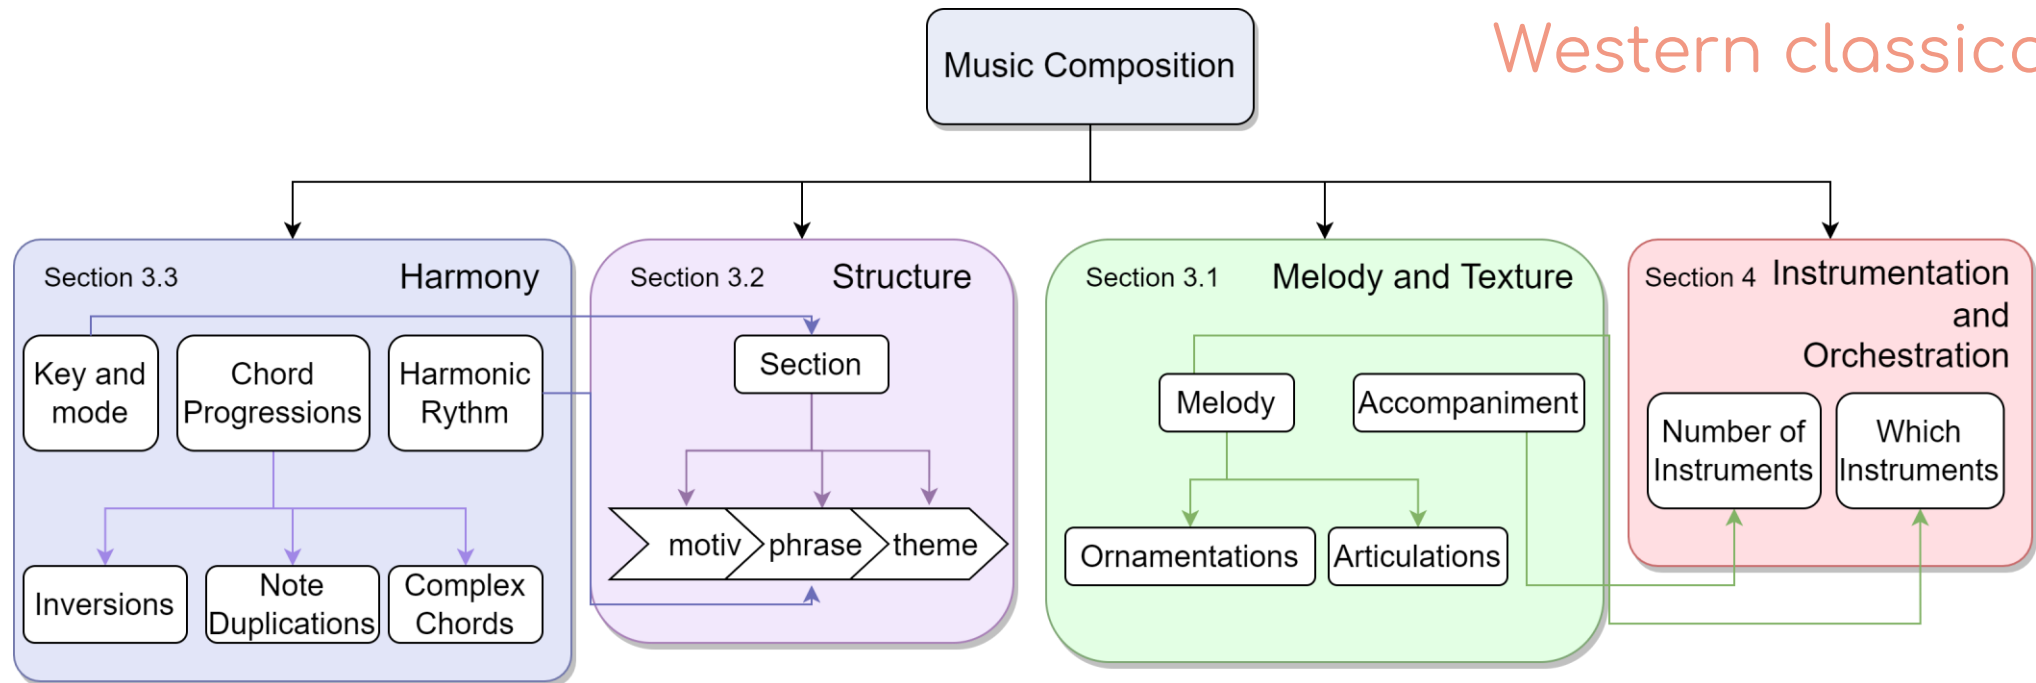 Music Composition
Western classic
Section 3.3 Harmony
Key and
mode
Chord
Progressions
Harmonic
Rythm
Inversions
Note
Duplications
Complex
Chords
Section 3.2 Structure
Section
motiv phrase theme
Section 3.1 Melody and Texture
Melody
Accompaniment
Ornamentations
Articulations
Section 4 Instrumentation
and
Orchestration
Number of
Instruments
Which
Instruments